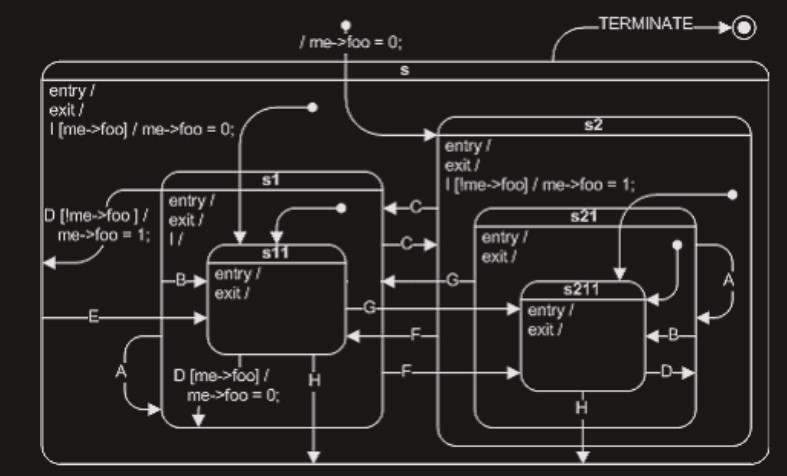 TERMINATE
/ me->foo = 0;
s
entry /
exit /
I [me->foo] / me->foo = 0;
s2
entry /
exit /
I [!me->foo] / me->foo = 1;
s1
entry /
exit /
I /
D [!me->foo ] /
me->foo = 1;
C
C
s21
entry /
exit /
s11
entry /
exit /
B
G
A
s211
entry /
exit /
G
E
F
B
A
D [me->foo] /
me->foo = 0;
H
F
D
H